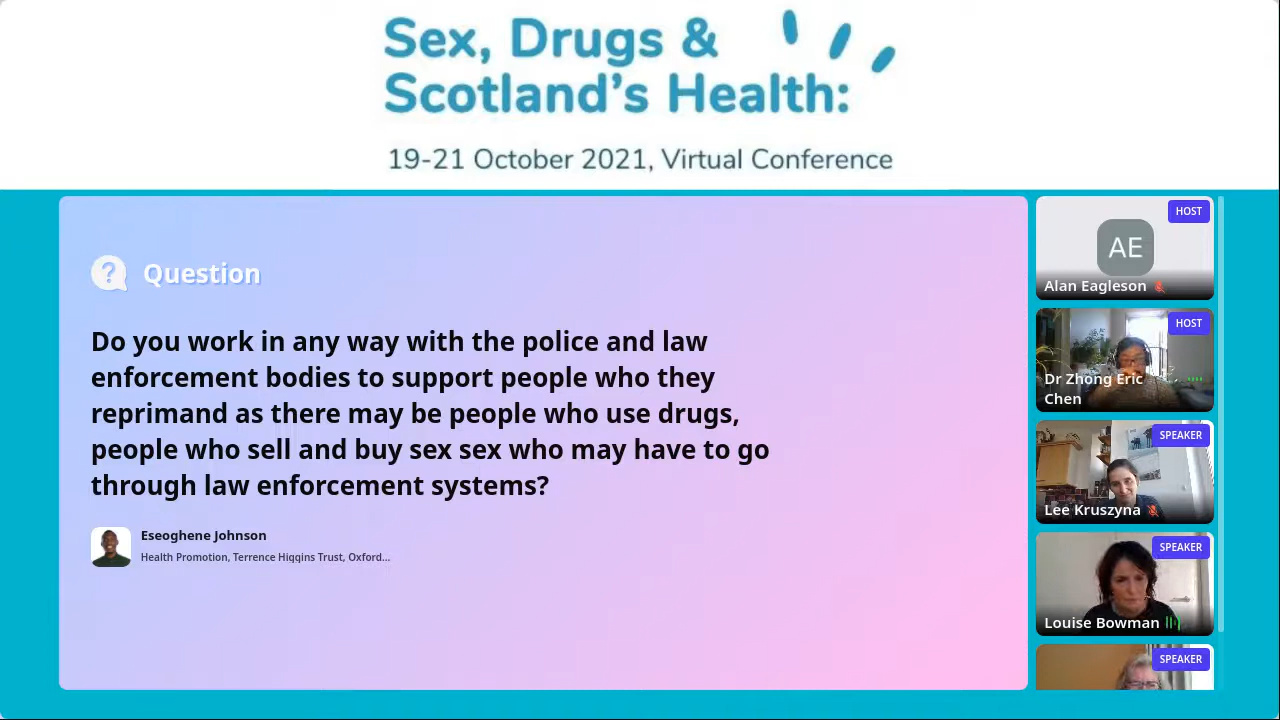 Sex, Drugs &
Scotland's Health:
19-21 October 2021, Virtual Conference
? Question
Do you work in any way with the police and law
enforcement bodies to support people who they
reprimand as there may be people who use drugs,
people who sell and buy sex sex who may have to go
through law enforcement systems?
Eseoghene Johnson
Health Promotion, Terrence Higgins Trust, Oxford...
HOST
AE
Alan Eagleson
HOST
Dr Zhong Eric
Chen
SPEAKER
Lee Kruszyna
SPEAKER
Louise Bowman
SPEAKER